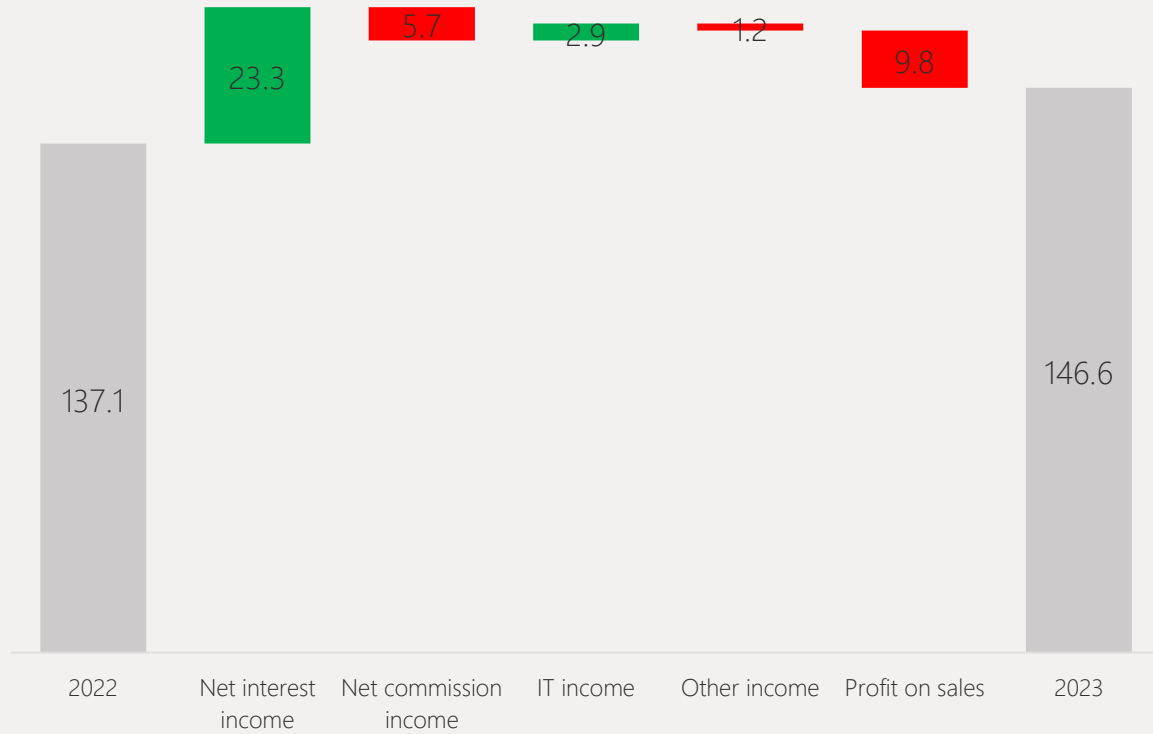 5.7
2.9
1.2
23.3
9.8
137.1
146.6
2022
Net interest
income
Net commission
income
IT income
Other income
Profit on sales
2023